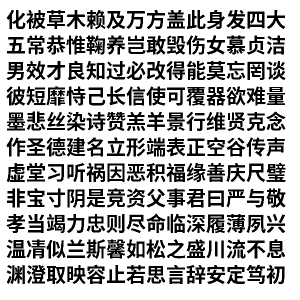 化被草木赖及万方盖此身发四大
五常恭惟鞠养岂敢毁伤女慕贞洁
男效才良知过必改得能莫忘罔谈
彼短靡恃己长信使可覆器欲难量
墨悲丝染诗赞羔羊景行维贤克念
作圣德建名立形端表正空谷传声
虚堂习听祸因恶积福缘善庆尺璧
非宝寸阴是竞资父事君曰严与敬
孝当竭力忠则尽命临深履薄夙兴
温凊似兰斯馨如松之盛川流不息
渊澄取映容止若思言辞安定笃初